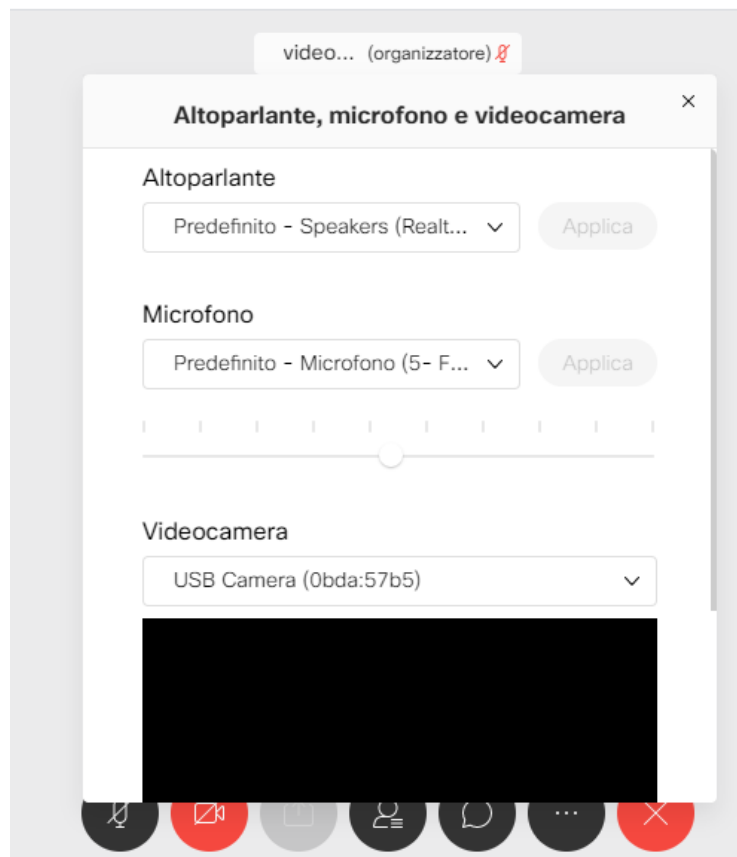 video... (organizzatore)
Altoparlante, microfono e videocamera
Altoparlante
Predefinito - Speakers (Realt... Applica
Microfono
Predefinito - Microfono (5- F... Applica
Videocamera
USB Camera (0bda:57b5)